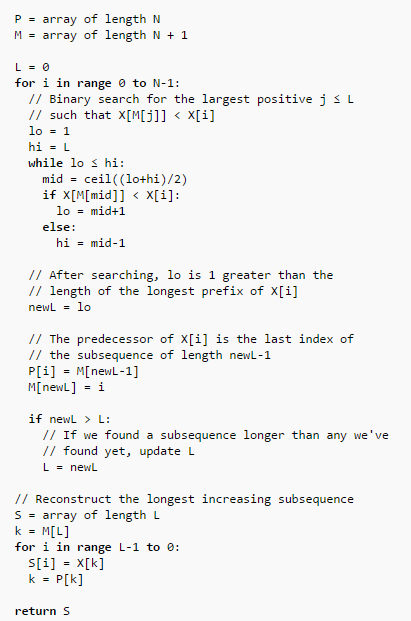 P = array of length N
M = array of length N + 1
L = 0
for i in range 0 to N-1:
// Binary search for the largest positive j ≤ L
// such that X[M[j]] < X[i]
lo = 1
hi = L
while lo ≤ hi:
mid = ceil((lo+hi)/2)
if X[M[mid]] < X[i]:
lo = mid+1
else:
hi = mid-1
// After searching, lo is 1 greater than the
// length of the longest prefix of X[i]
newL = lo
// The predecessor of X[i] is the last index of
// the subsequence of length newL-1
P[i] = M[newL-1]
M[newL] = i
if newL > L:
// If we found a subsequence longer than any we've
// found yet, update L
L = newL
// Reconstruct the longest increasing subsequence
S = array of length L
k = M[L]
for i in range L-1 to 0:
S[i] = X[k]
k = P[k]
return S